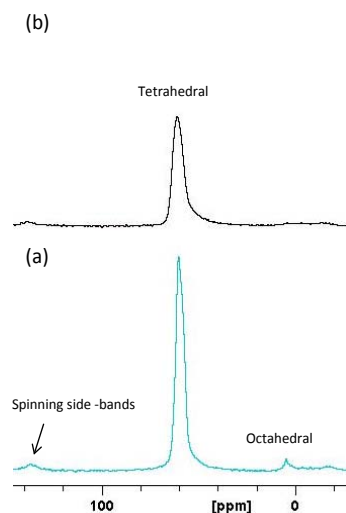 (b)
Tetrahedral
(a)
Spinning side -bands
Octahedral
100 [ppm] 0